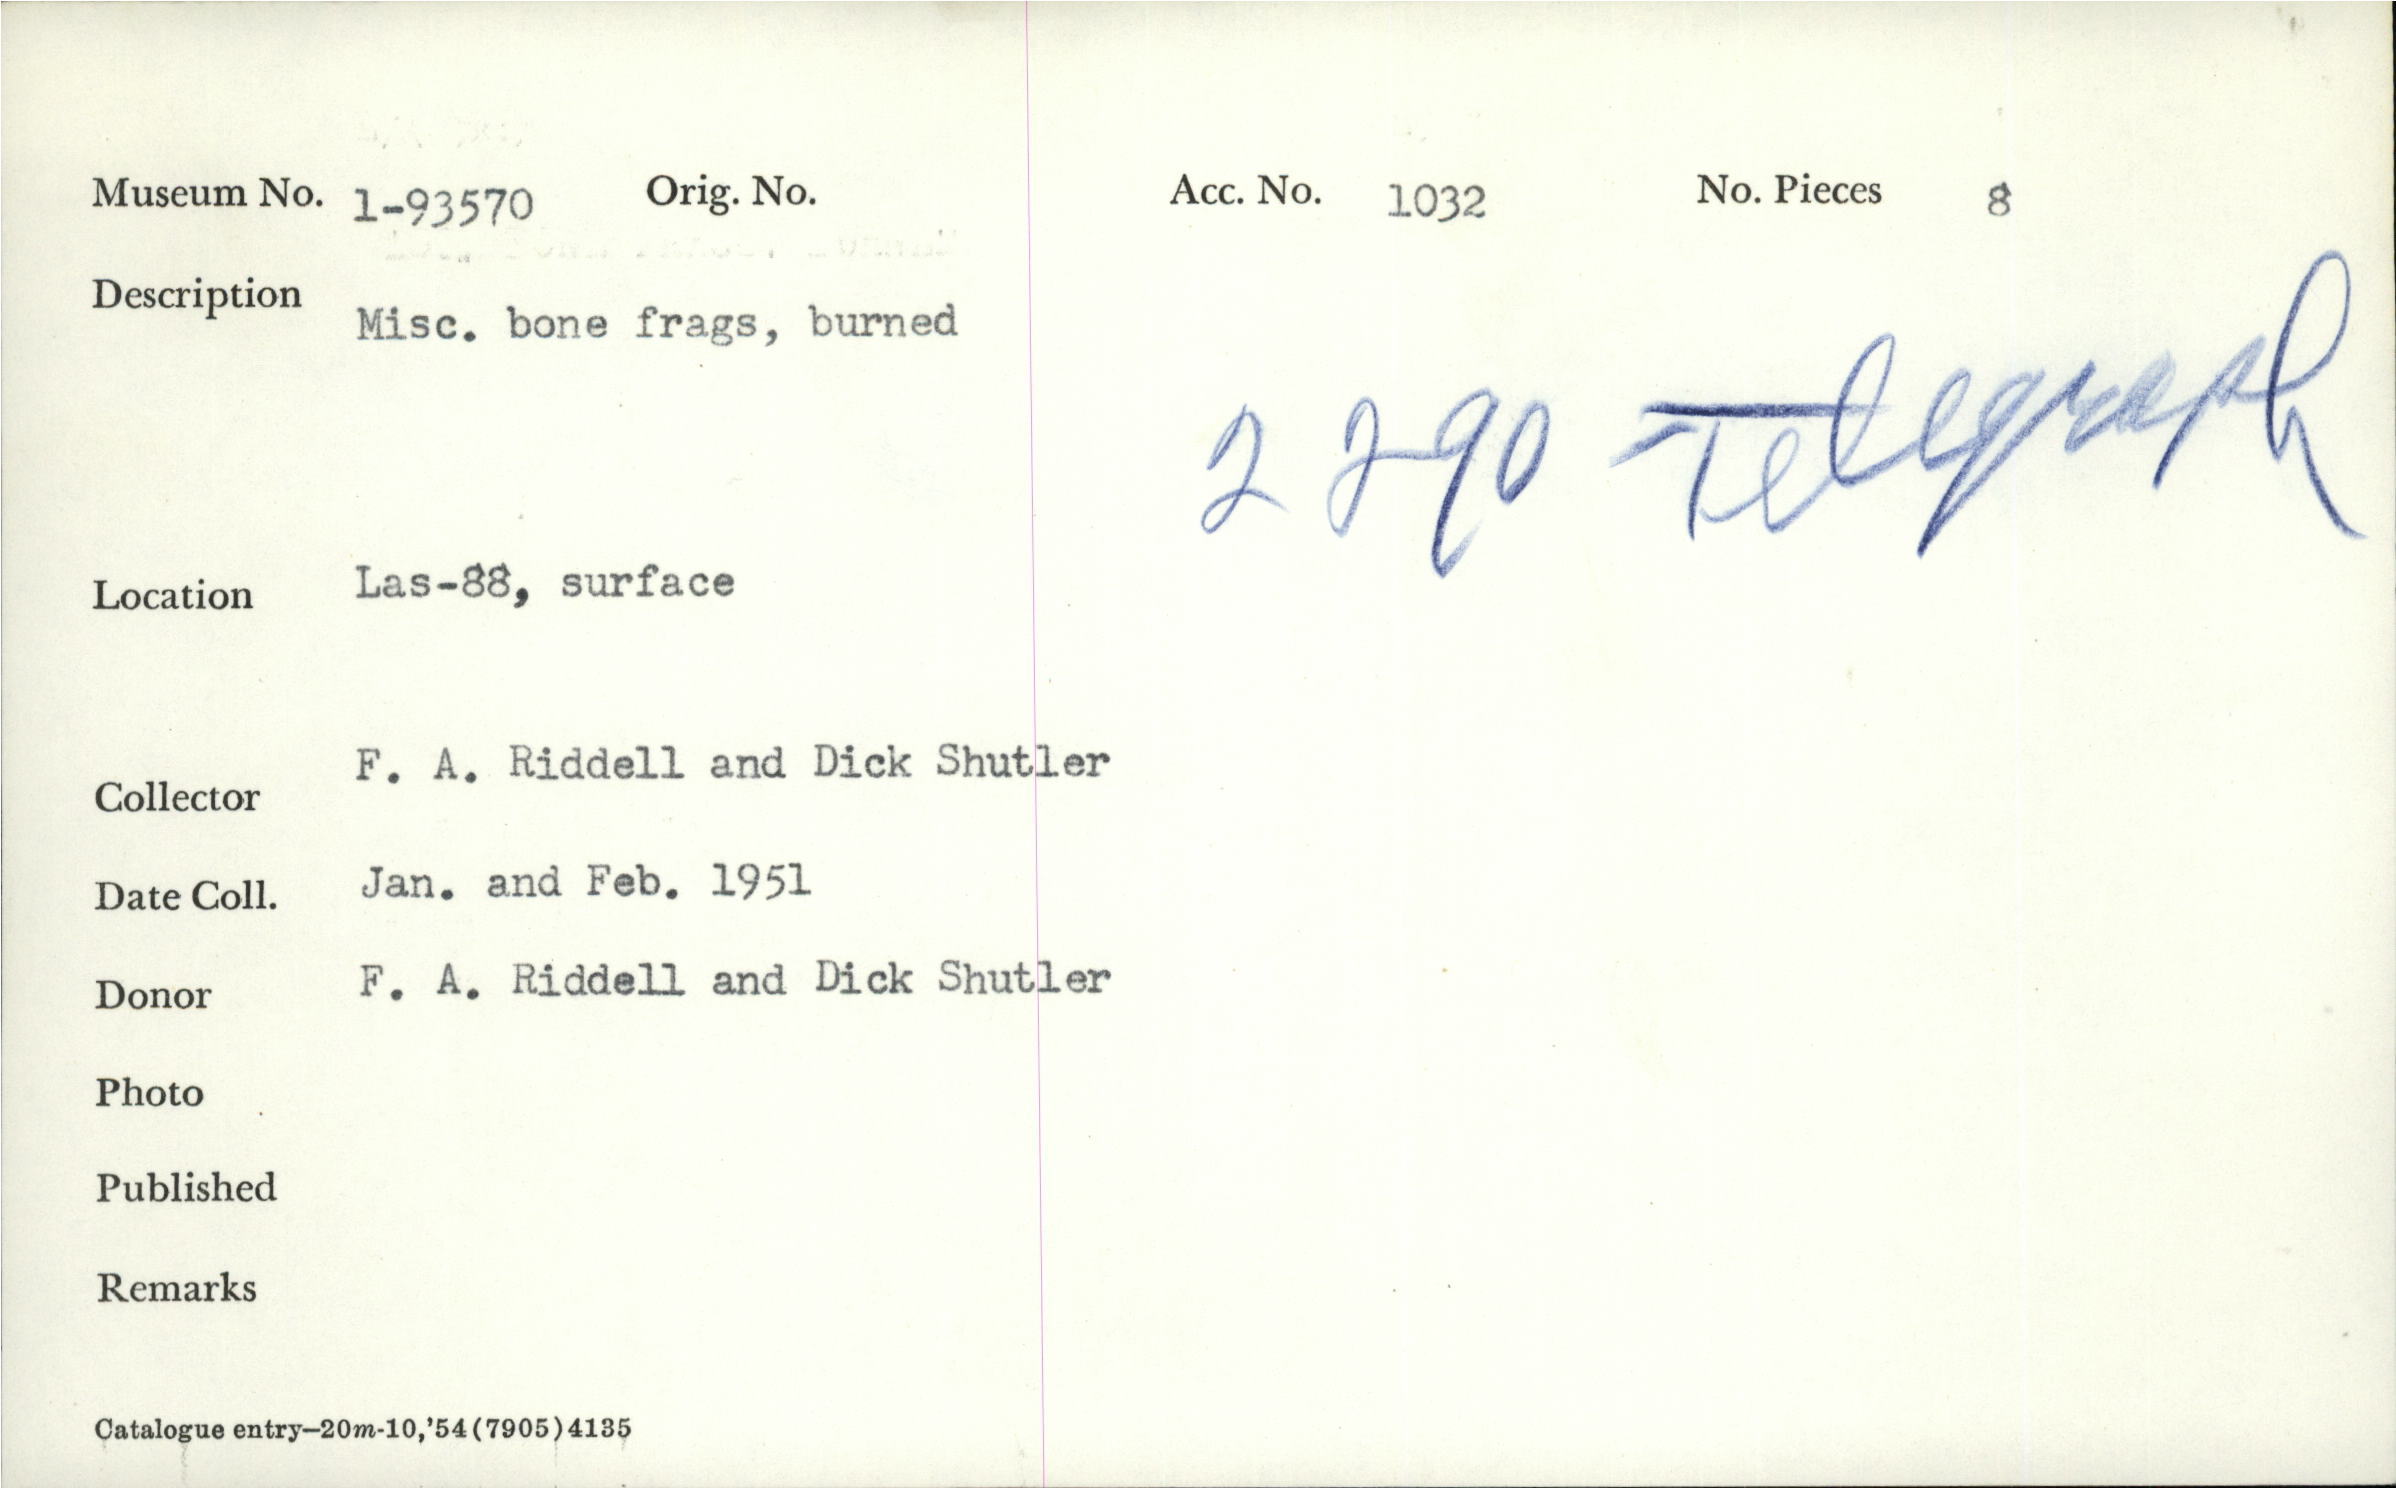 Museum No. 1-93570 Orig. No. Acc. No. 1032 No. Pieces 8
Description Misc. bone frags, burned
2290 Telegraph
Location Las-88, surface
Collector F. A. Riddell and Dick Shutler
Date Coll. Jan. and Feb. 1951
Donor F. A. Riddell and Dick Shutler
Photo
Published
Remarks
Catalogue entry—20m-10,'54(7905)4135